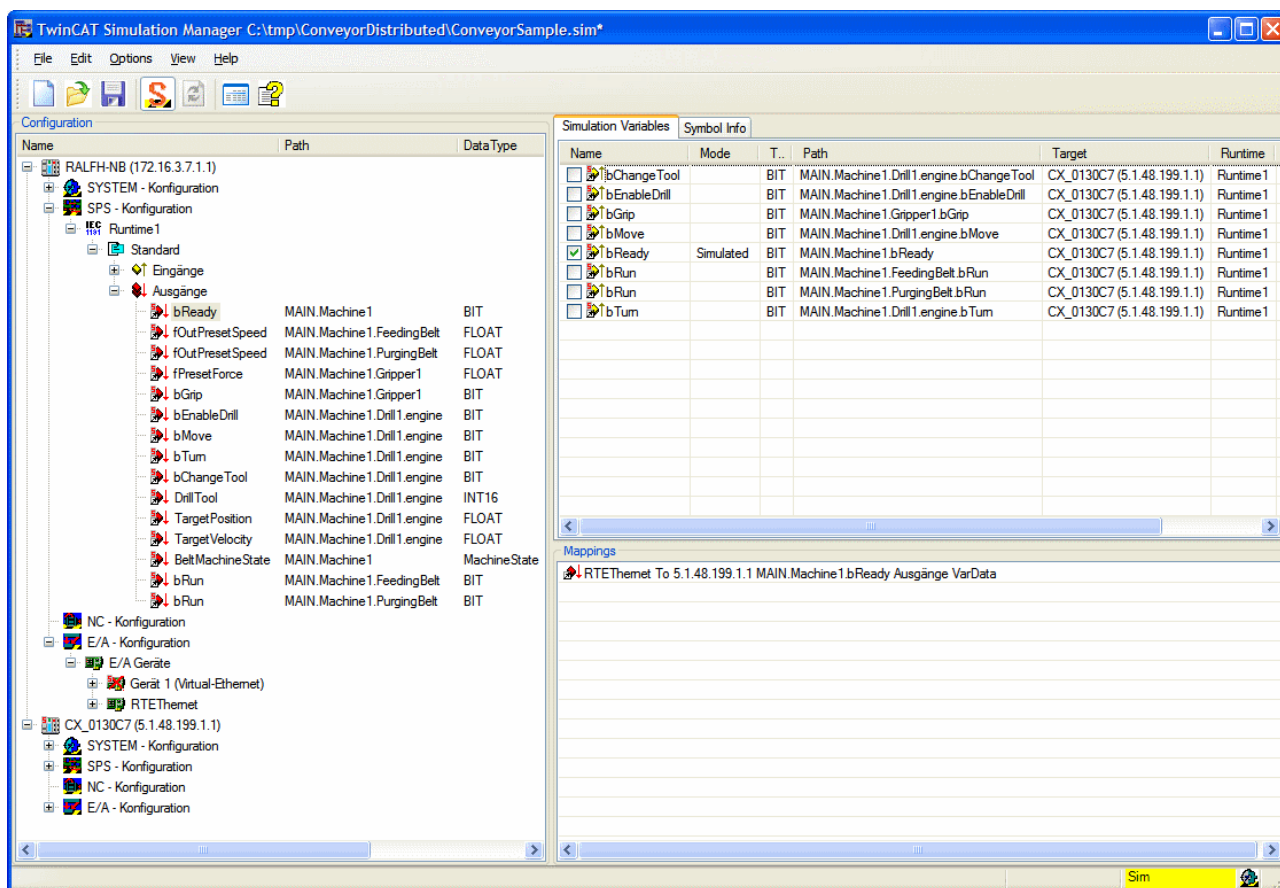 TwinCAT Simulation Manager C:\tmp\ConveyorDistributed\ConveyorSample.sim*
File Edit Options View Help
Configuration
Name Path DataType
RALFH-NB (172.16.3.7.1.1)
SYSTEM - Konfiguration
SPS - Konfiguration
IEC 1131 Runtime1
Standard
Eingänge
Ausgänge
bReady MAIN.Machine1 BIT
fOutPresetSpeed MAIN.Machine1.FeedingBelt FLOAT
fOutPresetSpeed MAIN.Machine1.PurgingBelt FLOAT
fPresetForce MAIN.Machine1.Gripper1 FLOAT
bGrip MAIN.Machine1.Gripper1 BIT
bEnableDrill MAIN.Machine1.Drill1.engine BIT
bMove MAIN.Machine1.Drill1.engine BIT
bTurn MAIN.Machine1.Drill1.engine BIT
bChangeTool MAIN.Machine1.Drill1.engine BIT
DrillTool MAIN.Machine1.Drill1.engine INT16
TargetPosition MAIN.Machine1.Drill1.engine FLOAT
TargetVelocity MAIN.Machine1.Drill1.engine FLOAT
BeltMachineState MAIN.Machine1 MachineState
bRun MAIN.Machine1.FeedingBelt BIT
bRun MAIN.Machine1.PurgingBelt BIT
NC - Konfiguration
E/A - Konfiguration
E/A Geräte
Gerät 1 (Virtual-Ethernet)
RTEThernet
CX_0130C7 (5.1.48.199.1.1)
SYSTEM - Konfiguration
SPS - Konfiguration
NC - Konfiguration
E/A - Konfiguration
Simulation Variables Symbol Info
Name Mode T.. Path Target Runtime
bChangeTool BIT MAIN.Machine1.Drill1.engine.bChangeTool CX_0130C7 (5.1.48.199.1.1) Runtime1
bEnableDrill BIT MAIN.Machine1.Drill1.engine.bEnableDrill CX_0130C7 (5.1.48.199.1.1) Runtime1
bGrip BIT MAIN.Machine1.Gripper1.bGrip CX_0130C7 (5.1.48.199.1.1) Runtime1
bMove BIT MAIN.Machine1.Drill1.engine.bMove CX_0130C7 (5.1.48.199.1.1) Runtime1
bReady Simulated BIT MAIN.Machine1.bReady CX_0130C7 (5.1.48.199.1.1) Runtime1
bRun BIT MAIN.Machine1.FeedingBelt.bRun CX_0130C7 (5.1.48.199.1.1) Runtime1
bRun BIT MAIN.Machine1.PurgingBelt.bRun CX_0130C7 (5.1.48.199.1.1) Runtime1
bTurn BIT MAIN.Machine1.Drill1.engine.bTurn CX_0130C7 (5.1.48.199.1.1) Runtime1
Mappings
RTEThernet To 5.1.48.199.1.1 MAIN.Machine1.bReady Ausgänge VarData
Sim